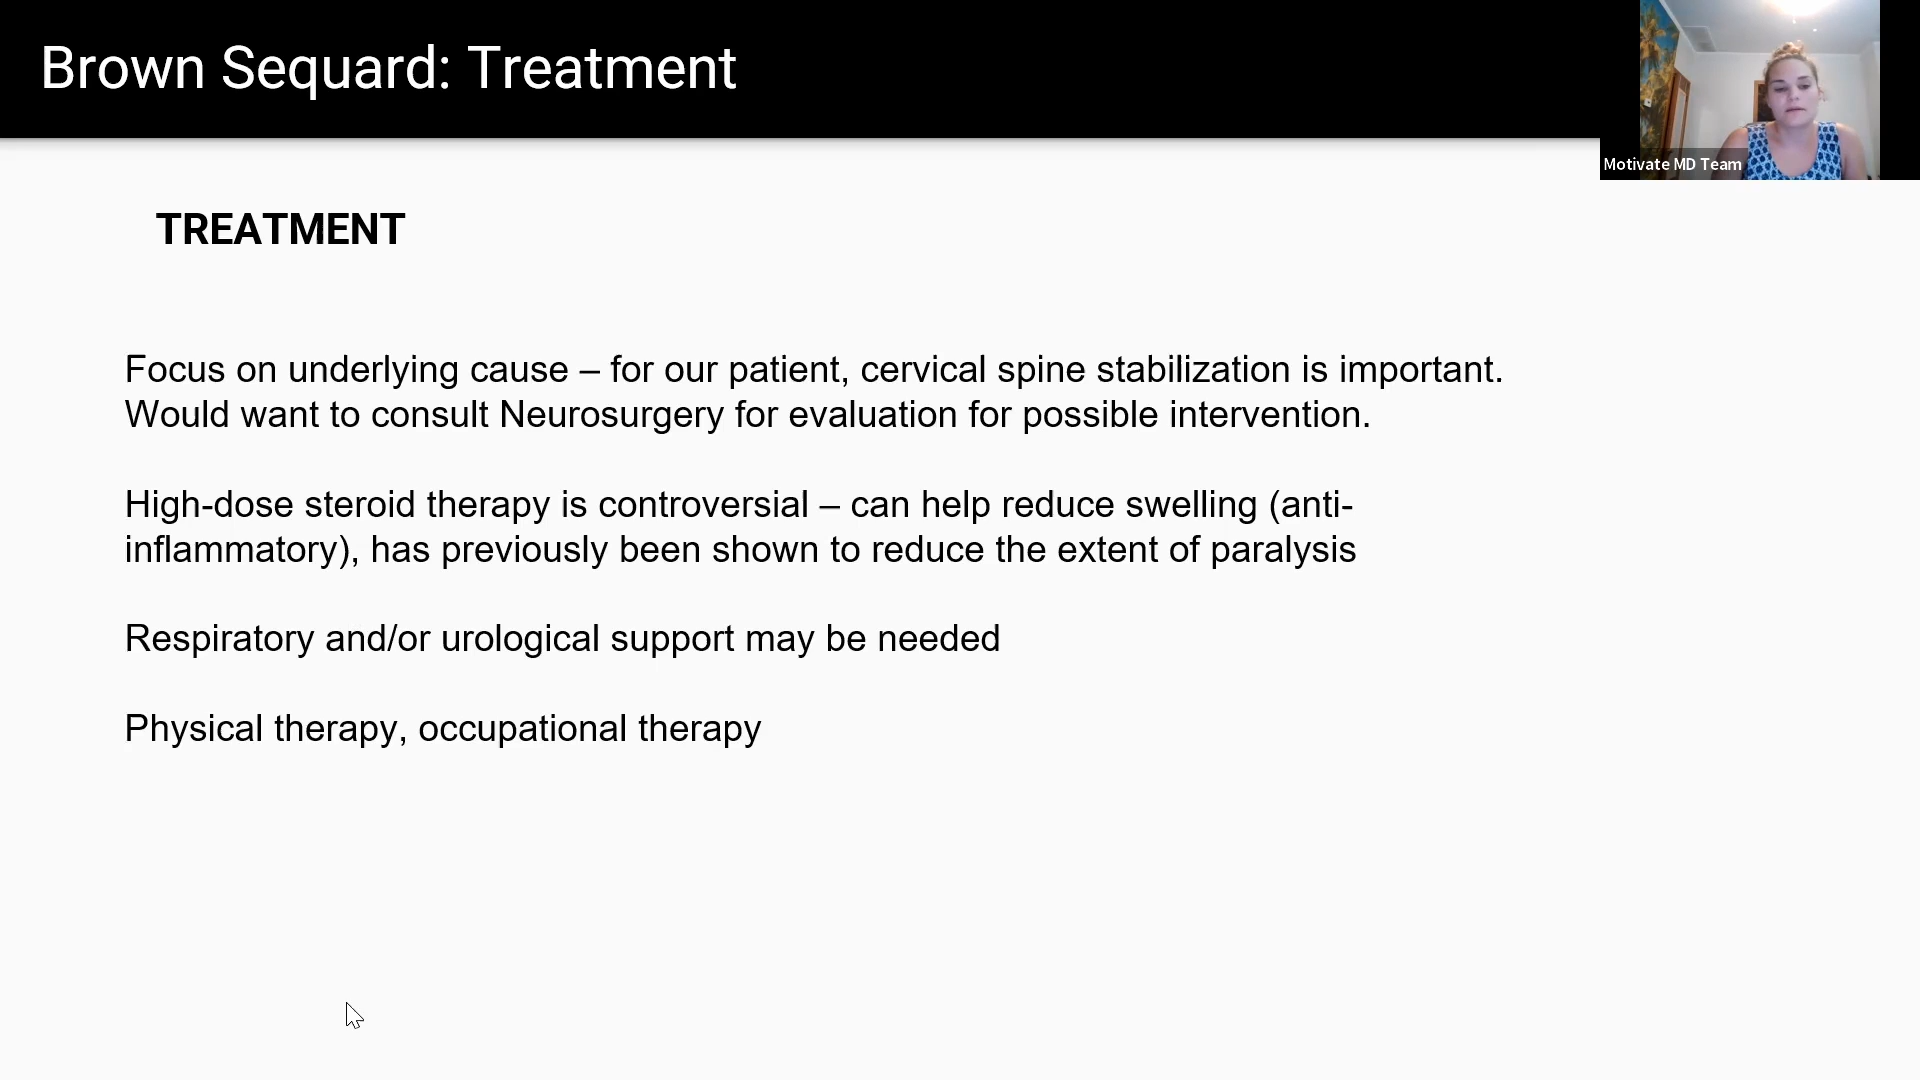 Brown Sequard: Treatment
Motivate MD Team
TREATMENT
Focus on underlying cause – for our patient, cervical spine stabilization is important.
Would want to consult Neurosurgery for evaluation for possible intervention.
High-dose steroid therapy is controversial – can help reduce swelling (anti-
inflammatory), has previously been shown to reduce the extent of paralysis
Respiratory and/or urological support may be needed
Physical therapy, occupational therapy